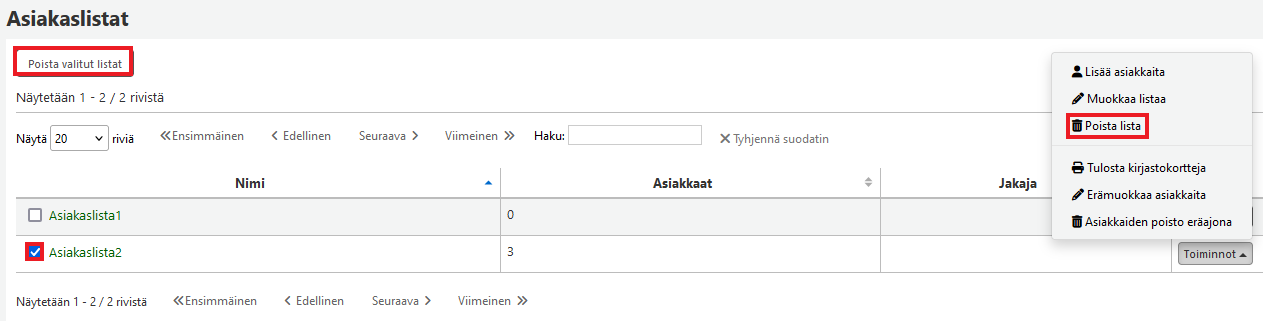 Asiakaslistat
Poista valitut listat
Näytetään 1 - 2 / 2 rivistä
Näytä 20 riviä Ensimmäinen Edellinen Seuraava Viimeinen Haku: Tyhjennä suodatin
Lisää asiakkaita
Muokkaa listaa
Poista lista
Tulosta kirjastokortteja
Erämuokkaa asiakkaita
Asiakkaiden poisto eräajona
Nimi Asiakkaat Jakaja
Asiakaslista1 0
Asiakaslista2 3 Toiminnot
Näytetään 1 - 2 / 2 rivistä Ensimmäinen Edellinen Seuraava Viimeinen